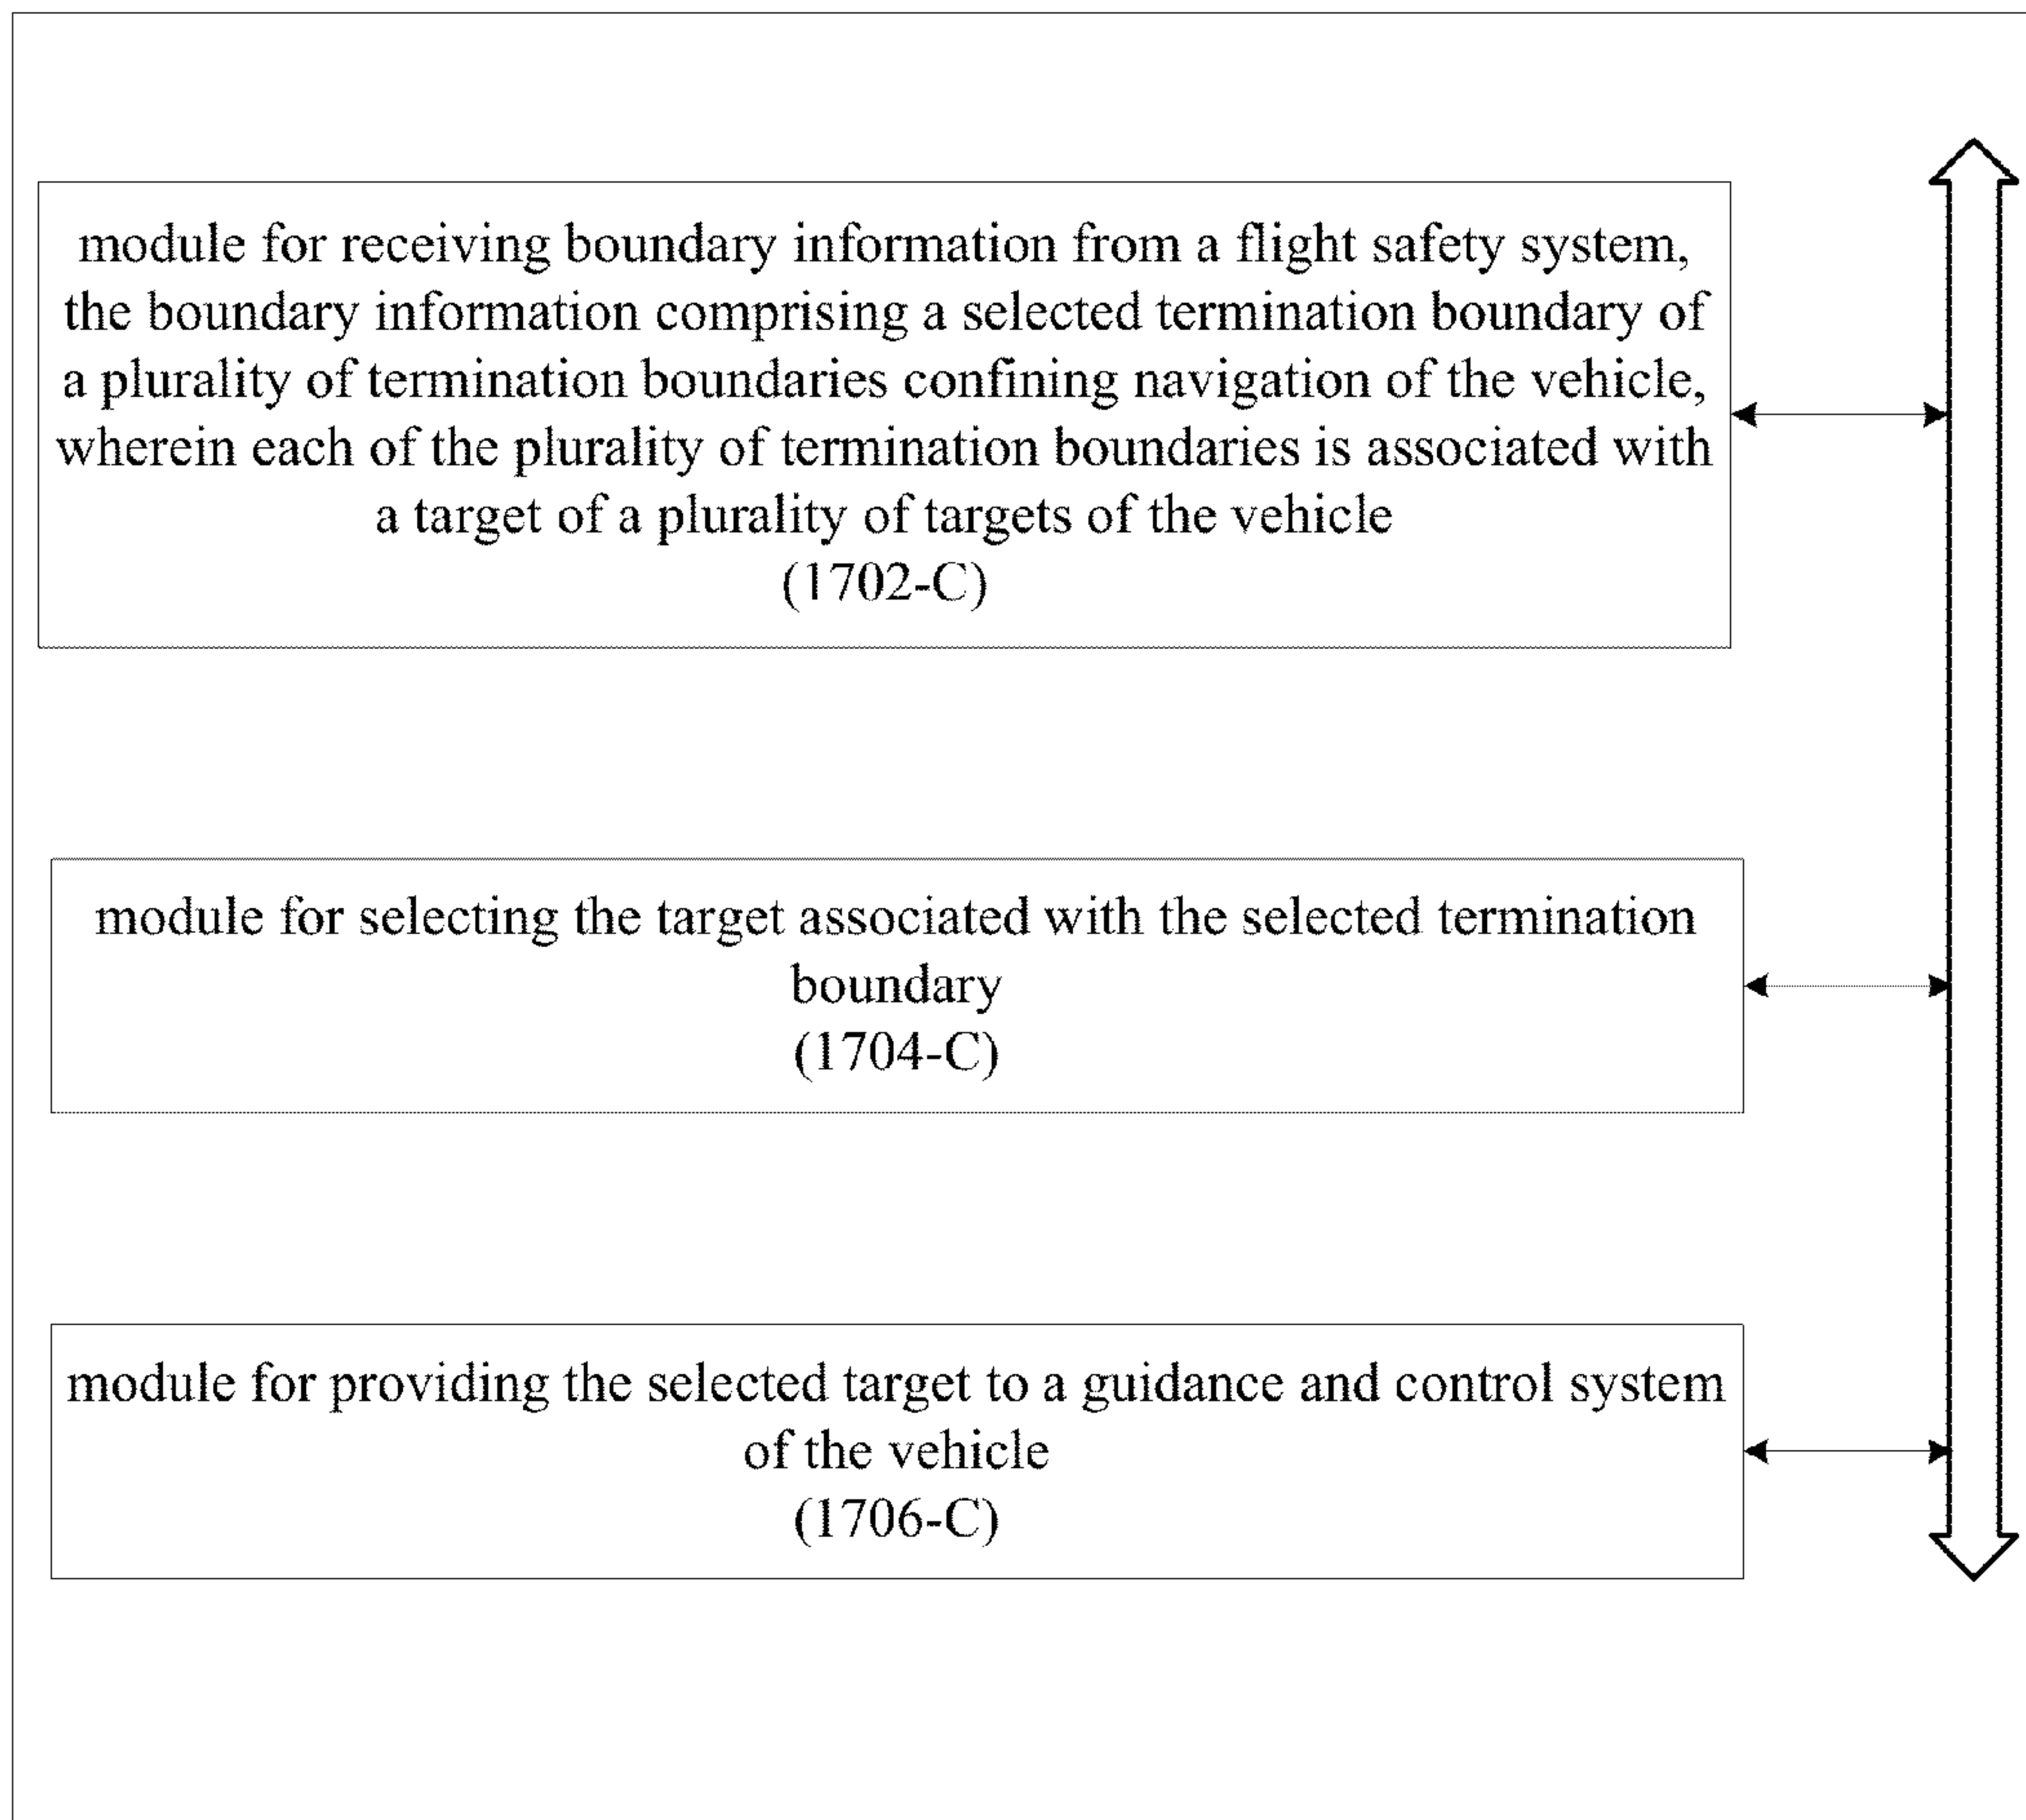 module for receiving boundary information from a flight safety system,
the boundary information comprising a selected termination boundary of
a plurality of termination boundaries confining navigation of the vehicle,
wherein each of the plurality of termination boundaries is associated with
a target of a plurality of targets of the vehicle
(1702-C)
module for selecting the target associated with the selected termination
boundary
(1704-C)
module for providing the selected target to a guidance and control system
of the vehicle
(1706-C)